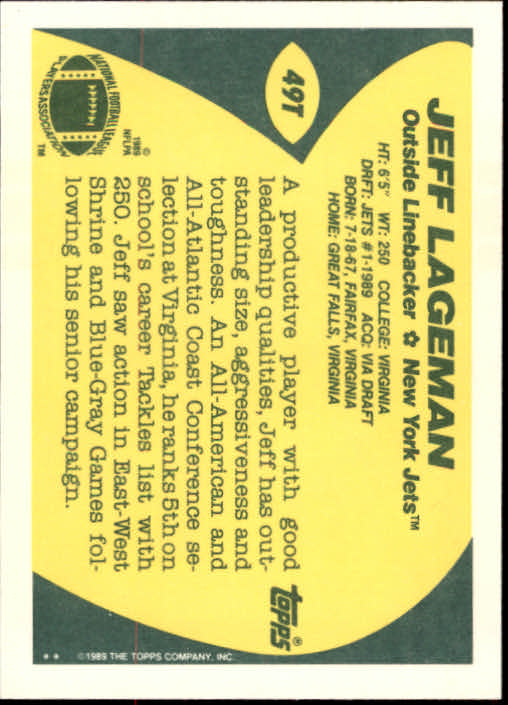 49T
JEFF LAGEMAN
Outside Linebacker ✿ New York Jets™
HT: 6'5" WT: 250 COLLEGE: VIRGINIA
DRFT: JETS #1-1989 ACQ: VIA DRAFT
BORN: 7-18-67, FAIRFAX, VIRGINIA
HOME: GREAT FALLS, VIRGINIA
A productive player with good
leadership qualities, Jeff has out-
standing size, aggressiveness and
toughness. An All-American and
All-Atlantic Coast Conference se-
lection at Virginia, he ranks 5th on
school's career Tackles list with
250. Jeff saw action in East-West
Shrine and Blue-Gray Games fol-
lowing his senior campaign.
NATIONAL FOOTBALL LEAGUE
PLAYERS ASSOCIATION
™
©
1989
NFLPA
topps®
** ©1989 THE TOPPS COMPANY, INC.